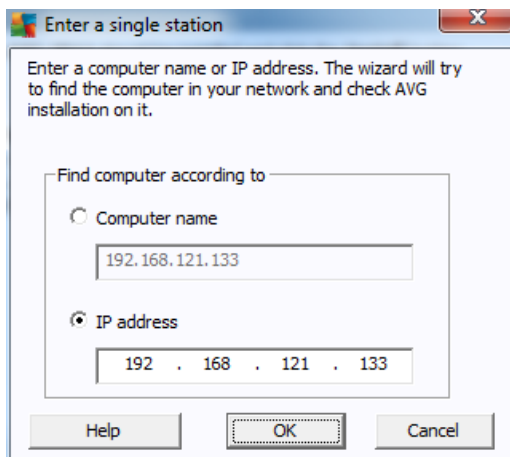 Enter a single station
Enter a computer name or IP address. The wizard will try
to find the computer in your network and check AVG
installation on it.
Find computer according to
Computer name
192.168.121.133
IP address
192 . 168 . 121 . 133
Help OK Cancel